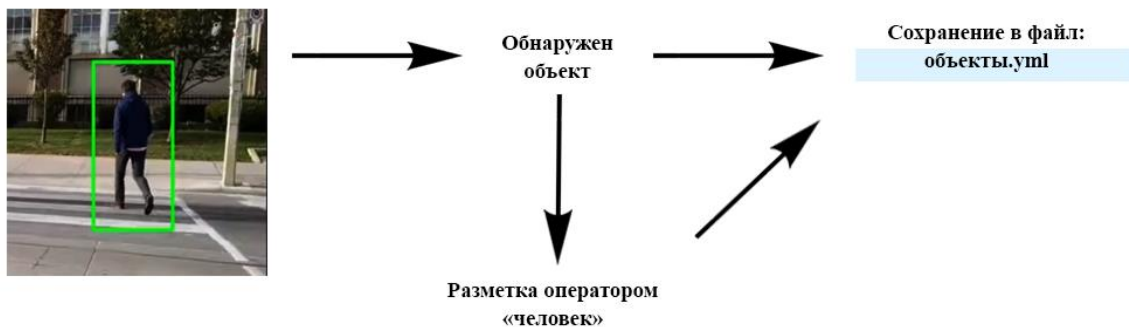 Обнаружен
объект
Сохранение в файл:
объекты.yml
Разметка оператором
«человек»